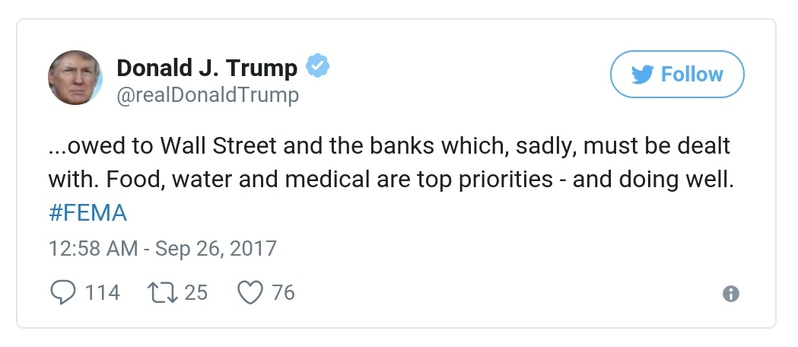 Donald J. Trump
@realDonaldTrump
Follow
...owed to Wall Street and the banks which, sadly, must be dealt
with. Food, water and medical are top priorities - and doing well.
#FEMA
12:58 AM - Sep 26, 2017
114 25 76